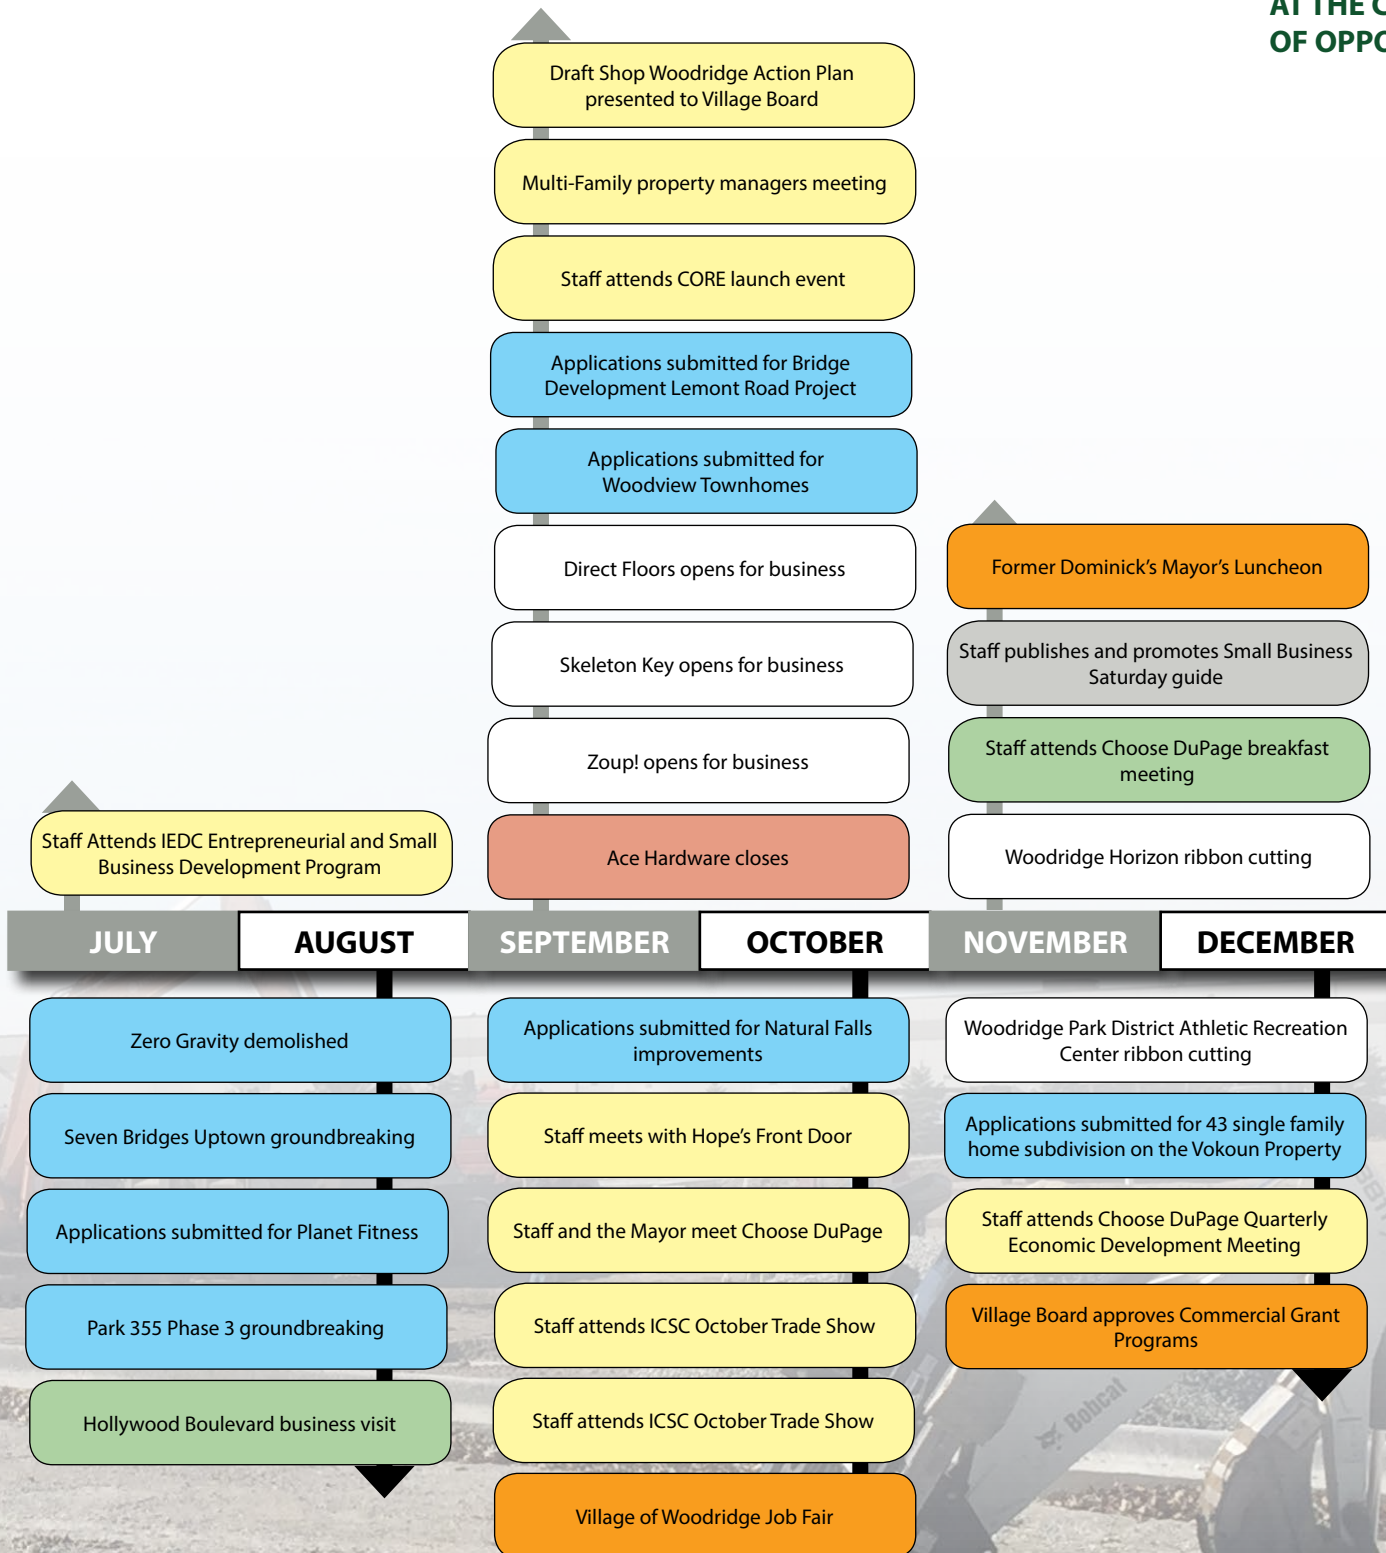 AT THE C
OF OPPO
Draft Shop Woodridge Action Plan
presented to Village Board
Multi-Family property managers meeting
Staff attends CORE launch event
Applications submitted for Bridge
Development Lemont Road Project
Applications submitted for
Woodview Townhomes
Direct Floors opens for business
Skeleton Key opens for business
Zoup! opens for business
Ace Hardware closes
Former Dominick's Mayor's Luncheon
Staff publishes and promotes Small Business
Saturday guide
Staff attends Choose DuPage breakfast
meeting
Woodridge Horizon ribbon cutting
Staff Attends IEDC Entrepreneurial and Small
Business Development Program
JULY
AUGUST
SEPTEMBER
OCTOBER
NOVEMBER
DECEMBER
Zero Gravity demolished
Seven Bridges Uptown groundbreaking
Applications submitted for Planet Fitness
Park 355 Phase 3 groundbreaking
Hollywood Boulevard business visit
Applications submitted for Natural Falls
improvements
Staff meets with Hope's Front Door
Staff and the Mayor meet Choose DuPage
Staff attends ICSC October Trade Show
Staff attends ICSC October Trade Show
Village of Woodridge Job Fair
Woodridge Park District Athletic Recreation
Center ribbon cutting
Applications submitted for 43 single family
home subdivision on the Vokoun Property
Staff attends Choose DuPage Quarterly
Economic Development Meeting
Village Board approves Commercial Grant
Programs
Bobcat